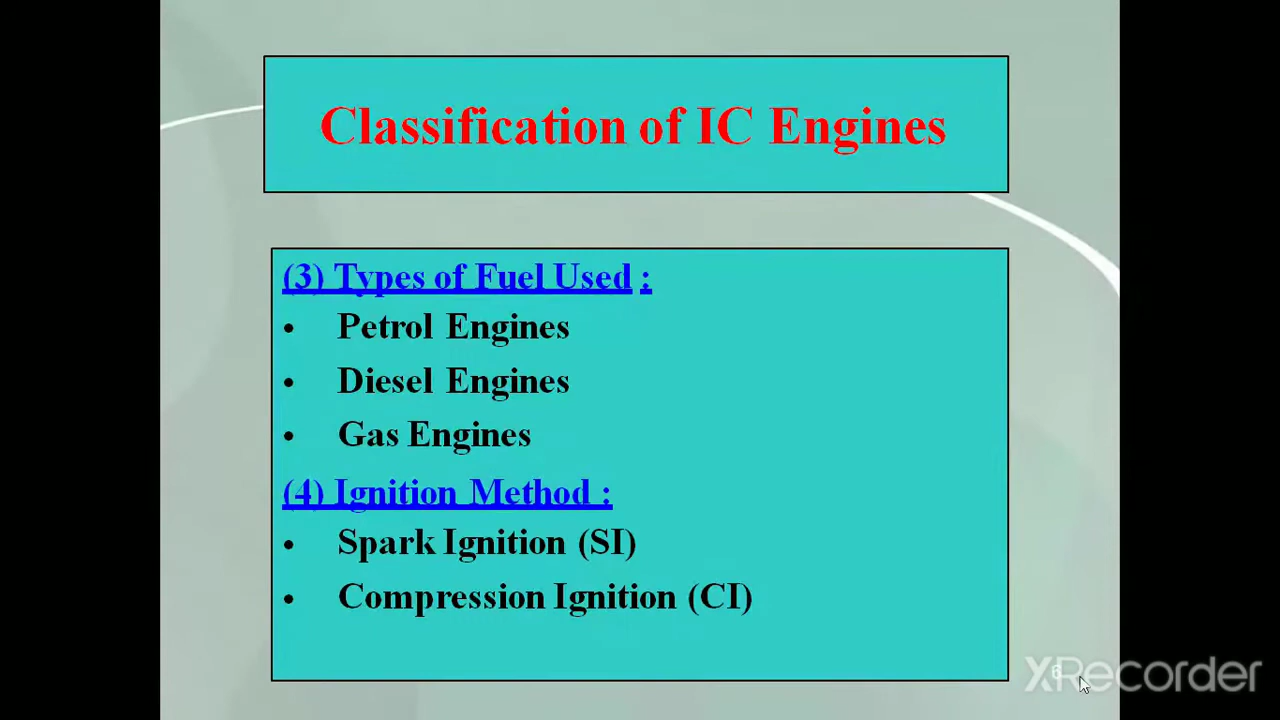 Classification of IC Engines
(3) Types of Fuel Used :
• Petrol Engines
• Diesel Engines
• Gas Engines
(4) Ignition Method :
• Spark Ignition (SI)
• Compression Ignition (CI)
6
XRecorder